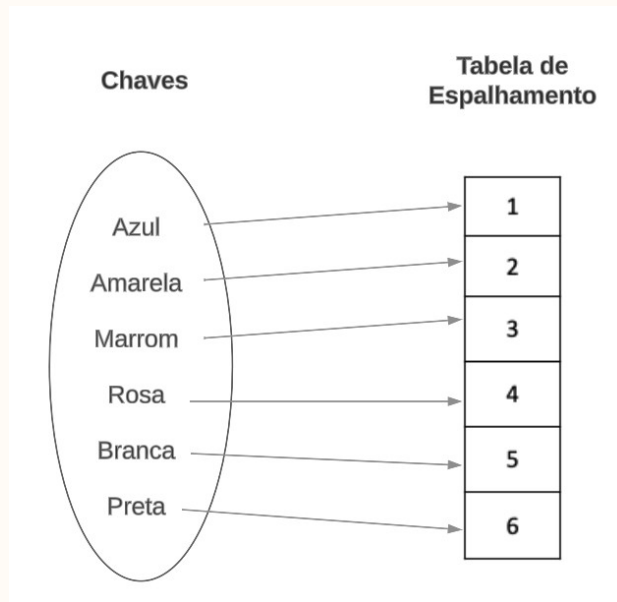 Chaves
Tabela de
Espalhamento
Azul
Amarela
Marrom
Rosa
Branca
Preta
1
2
3
4
5
6